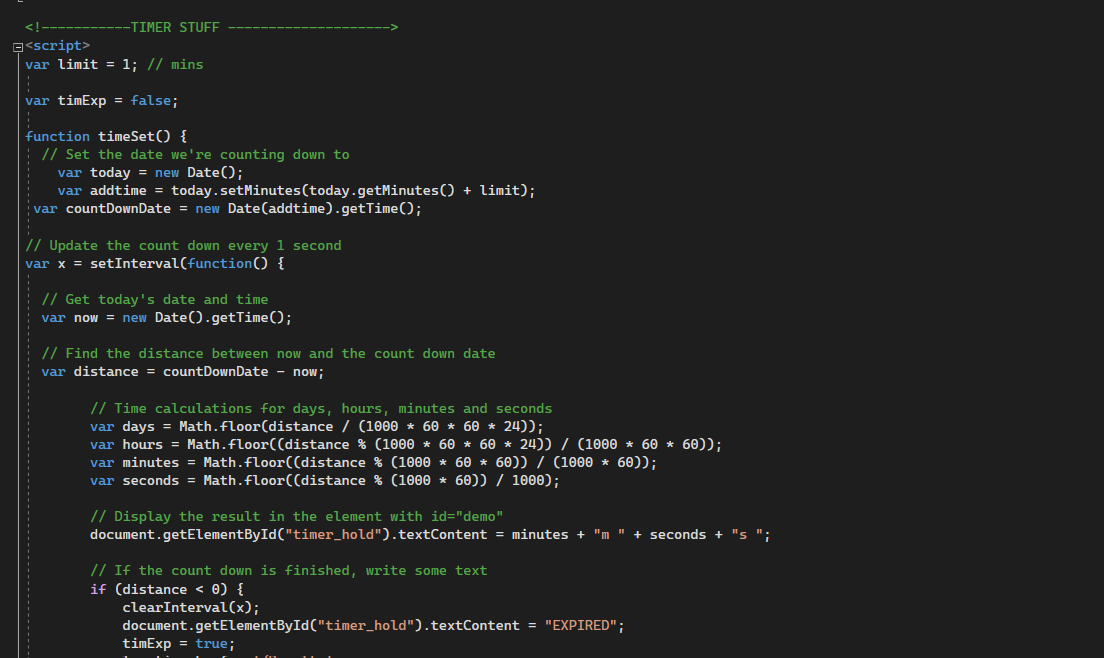 <!-----------TIMER STUFF -------------------->
<script>
var limit = 1; // mins
var timExp = false;
function timeSet() {
// Set the date we're counting down to
var today = new Date();
var addtime = today.setMinutes(today.getMinutes() + limit);
var countDownDate = new Date(addtime).getTime();
// Update the count down every 1 second
var x = setInterval(function() {
// Get today's date and time
var now = new Date().getTime();
// Find the distance between now and the count down date
var distance = countDownDate - now;
// Time calculations for days, hours, minutes and seconds
var days = Math.floor(distance / (1000 * 60 * 60 * 24));
var hours = Math.floor((distance % (1000 * 60 * 60 * 24)) / (1000 * 60 * 60));
var minutes = Math.floor((distance % (1000 * 60 * 60)) / (1000 * 60));
var seconds = Math.floor((distance % (1000 * 60)) / 1000);
// Display the result in the element with id="demo"
document.getElementById("timer_hold").textContent = minutes + "m " + seconds + "s ";
// If the count down is finished, write some text
if (distance < 0) {
clearInterval(x);
document.getElementById("timer_hold").textContent = "EXPIRED";
timExp = true;